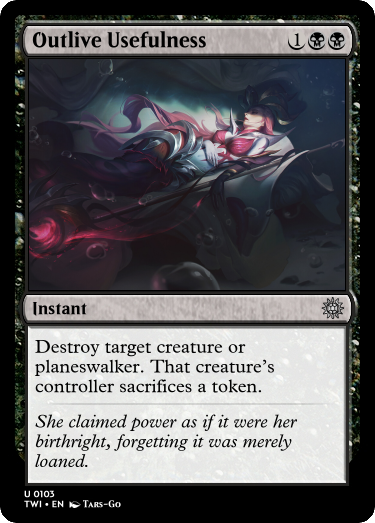 Outlive Usefulness 1
Instant
Destroy target creature or
planeswalker. That creature's
controller sacrifices a token.
She claimed power as if it were her
birthright, forgetting it was merely
loaned.
U 0103
TWI • EN Tars-Go